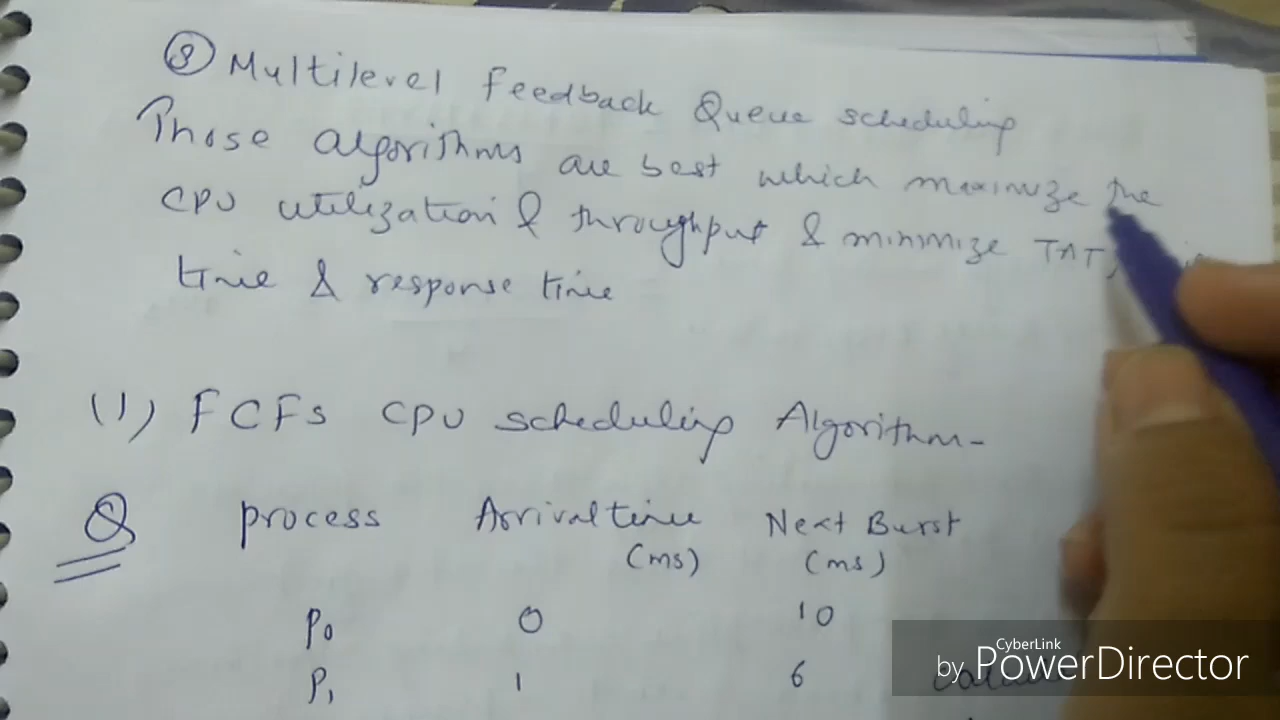 (8) Multilevel Feedback Queue scheduling
Those algorithms are best which maximize the
CPU utilization & throughput & minimize TAT,
time & response time
(1) FCFS CPU scheduling Algorithm-
Q process Arrival time Next Burst
(ms) (ms)
P0 0 10
P1 1 6
CyberLink
by PowerDirector